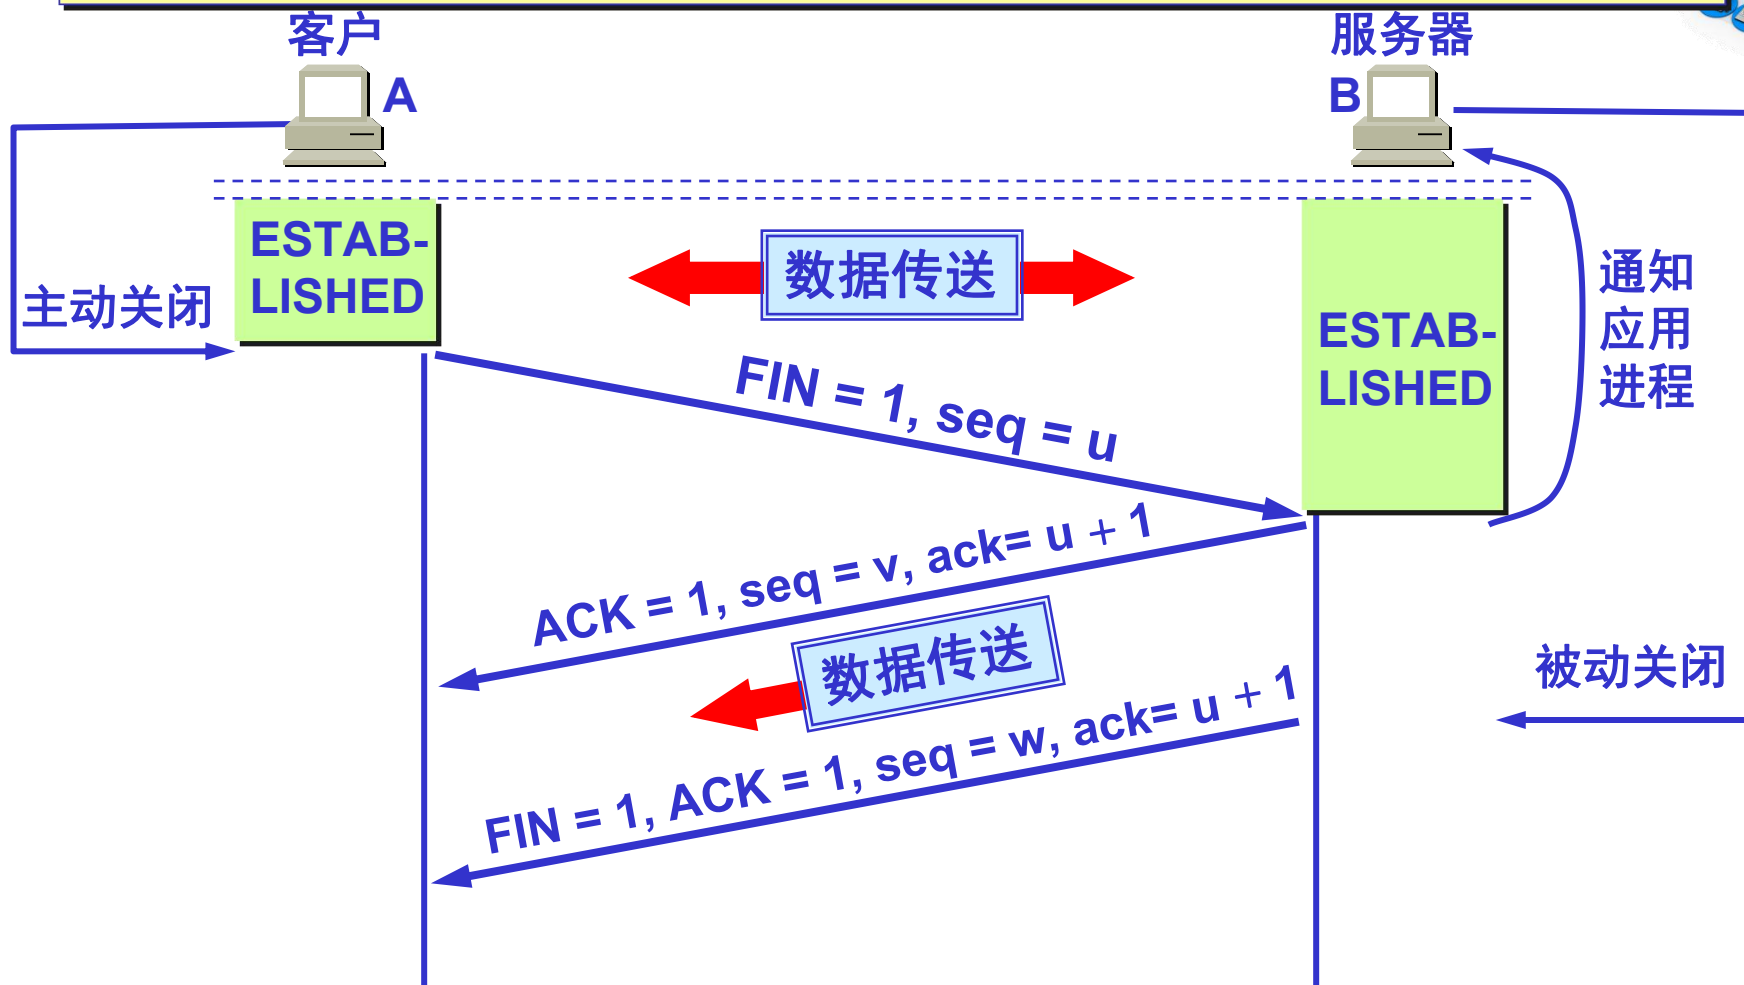 客户
服务器
A
B
ESTAB-
LISHED
数据传送
主动关闭
ESTAB-
LISHED
通知
应用
进程
FIN = 1, seq = u
ACK = 1, seq = v, ack= u + 1
数据传送
被动关闭
FIN = 1, ACK = 1, seq = w, ack= u + 1